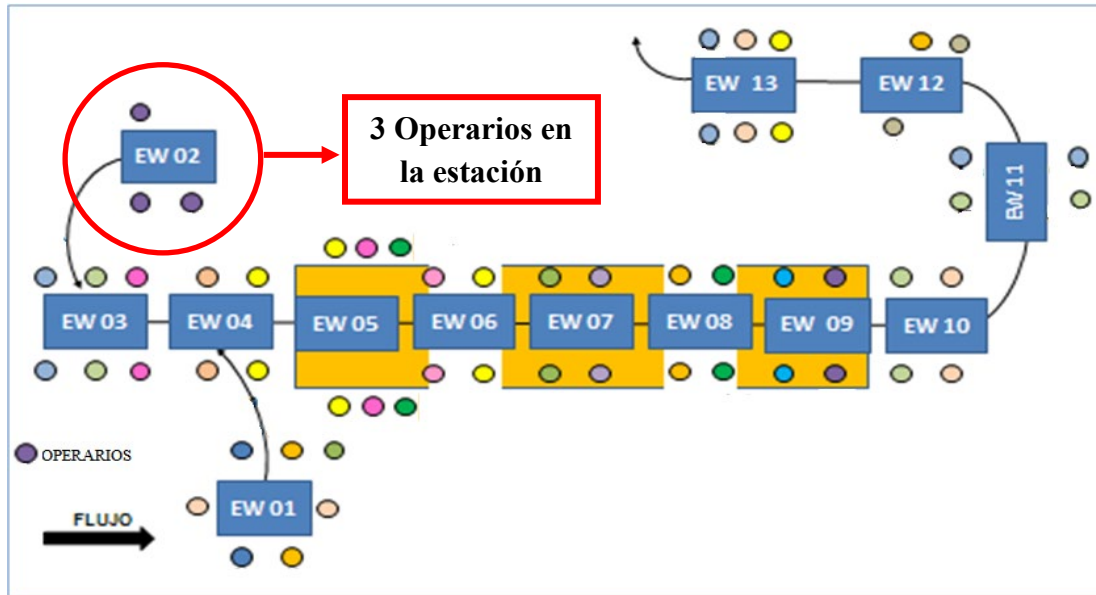 EW 13
EW 12
EW 02
3 Operarios en
la estación
EW 11
EW 03
EW 04
EW 05
EW 06
EW 07
EW 08
EW 09
EW 10
OPERARIOS
EW 01
FLUJO